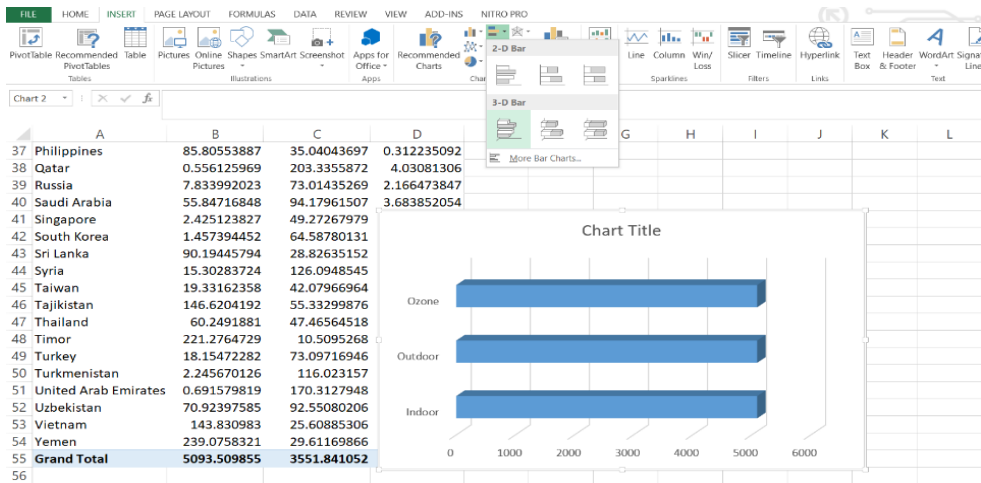 FILE HOME INSERT PAGE LAYOUT FORMULAS DATA REVIEW VIEW ADD-INS NITRO PRO
PivotTable Recommended PivotTables Table
Pictures Online Pictures Shapes SmartArt Screenshot
Apps for Office
Recommended Charts
Line Column Win/ Loss
Slicer Timeline
Hyperlink
Text Box Header & Footer WordArt
Tables Illustrations Apps Sparklines Filters Links Text
2-D Bar
3-D Bar
More Bar Charts...
Chart 2 fx
A B C D G H I J K L
37 Philippines 85.80553887 35.04043697 0.312235092
38 Qatar 0.556125969 203.3355872 4.03081306
39 Russia 7.833992023 73.01435269 2.166473847
40 Saudi Arabia 55.84716848 94.17961507 3.683852054
41 Singapore 2.425123827 49.27267979
42 South Korea 1.457394452 64.58780131
43 Sri Lanka 90.19445794 28.82635152
44 Syria 15.30283724 126.0948545
45 Taiwan 19.33162358 42.07966964
46 Tajikistan 146.6204192 55.33299876
47 Thailand 60.2491881 47.46564518
48 Timor 221.2764729 10.5095268
49 Turkey 18.15472282 73.09716946
50 Turkmenistan 2.245670126 116.023157
51 United Arab Emirates 0.691579819 170.3127948
52 Uzbekistan 70.92397585 92.55080206
53 Vietnam 143.830983 25.60885306
54 Yemen 239.0758321 29.61169866
55 Grand Total 5093.509855 3551.841052
56
Chart Title
Ozone
Outdoor
Indoor
0 1000 2000 3000 4000 5000 6000